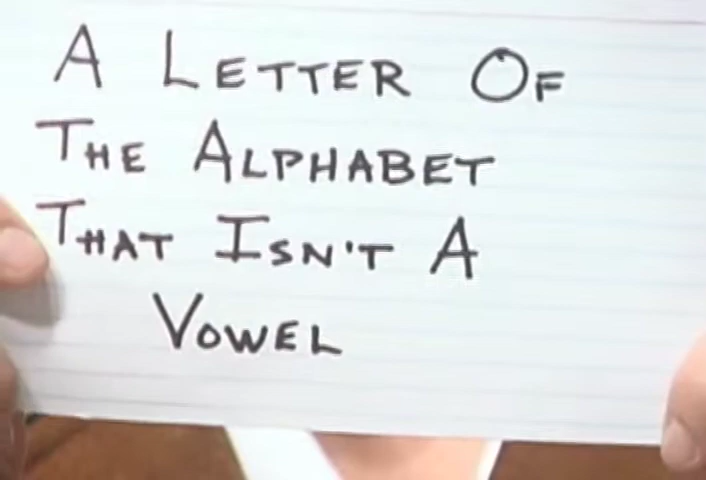 A LETTER OF
THE ALPHABET
THAT ISN'T A
VOWEL